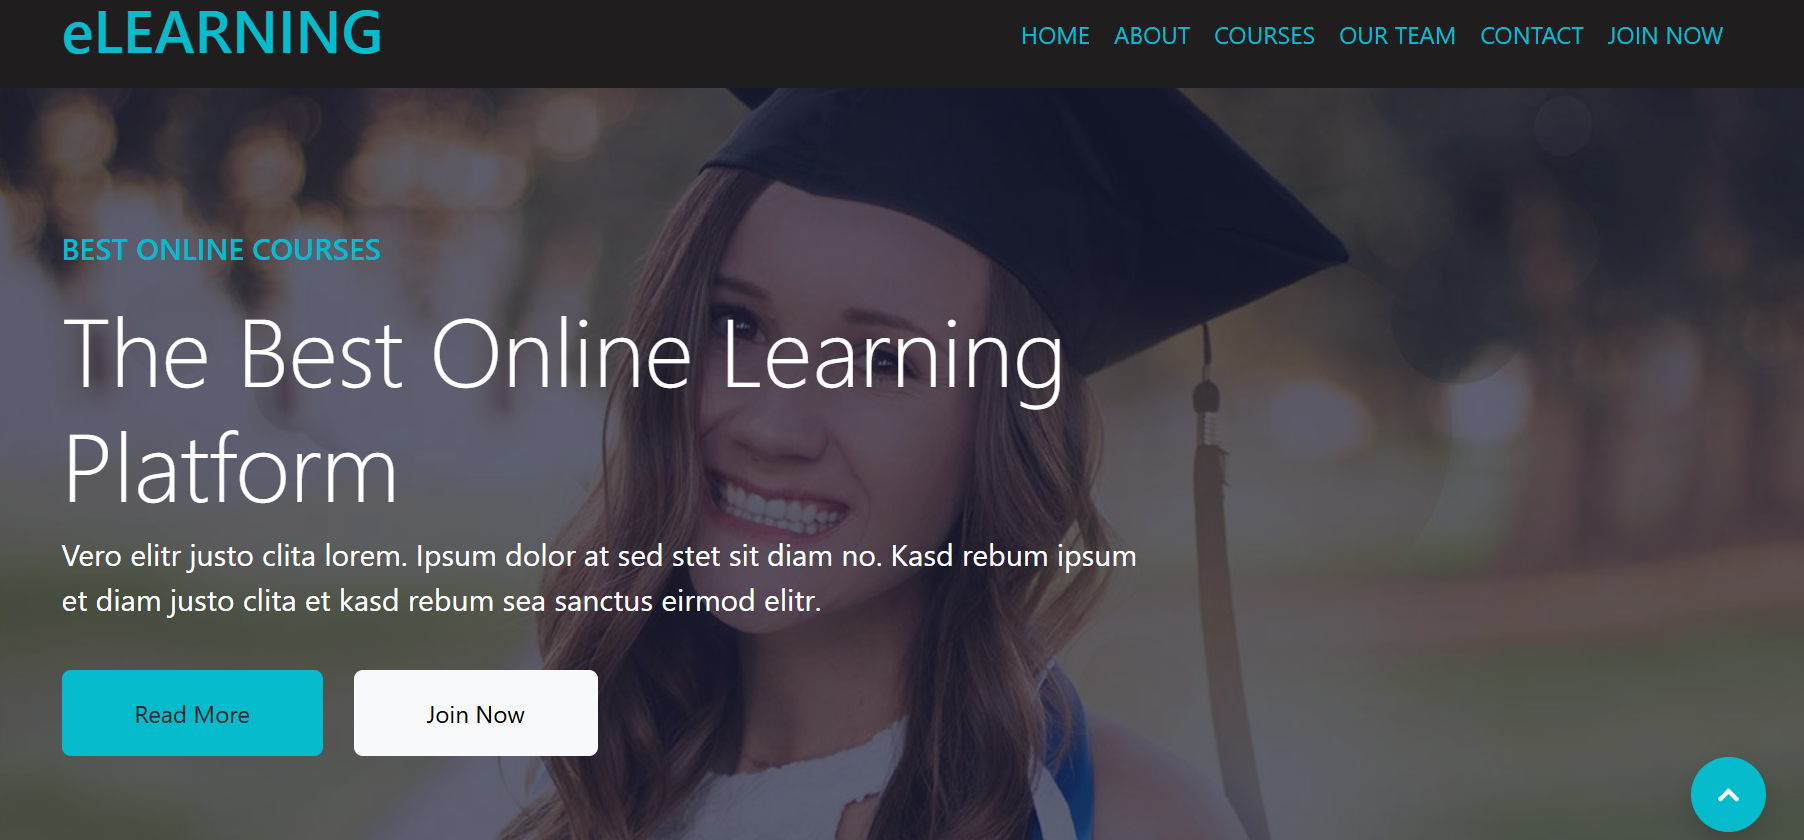 eLEARNING
HOME ABOUT COURSES OUR TEAM CONTACT JOIN NOW
BEST ONLINE COURSES
The Best Online Learning
Platform
Vero elitr justo clita lorem. Ipsum dolor at sed stet sit diam no. Kasd rebum ipsum
et diam justo clita et kasd rebum sea sanctus eirmod elitr.
Read More
Join Now